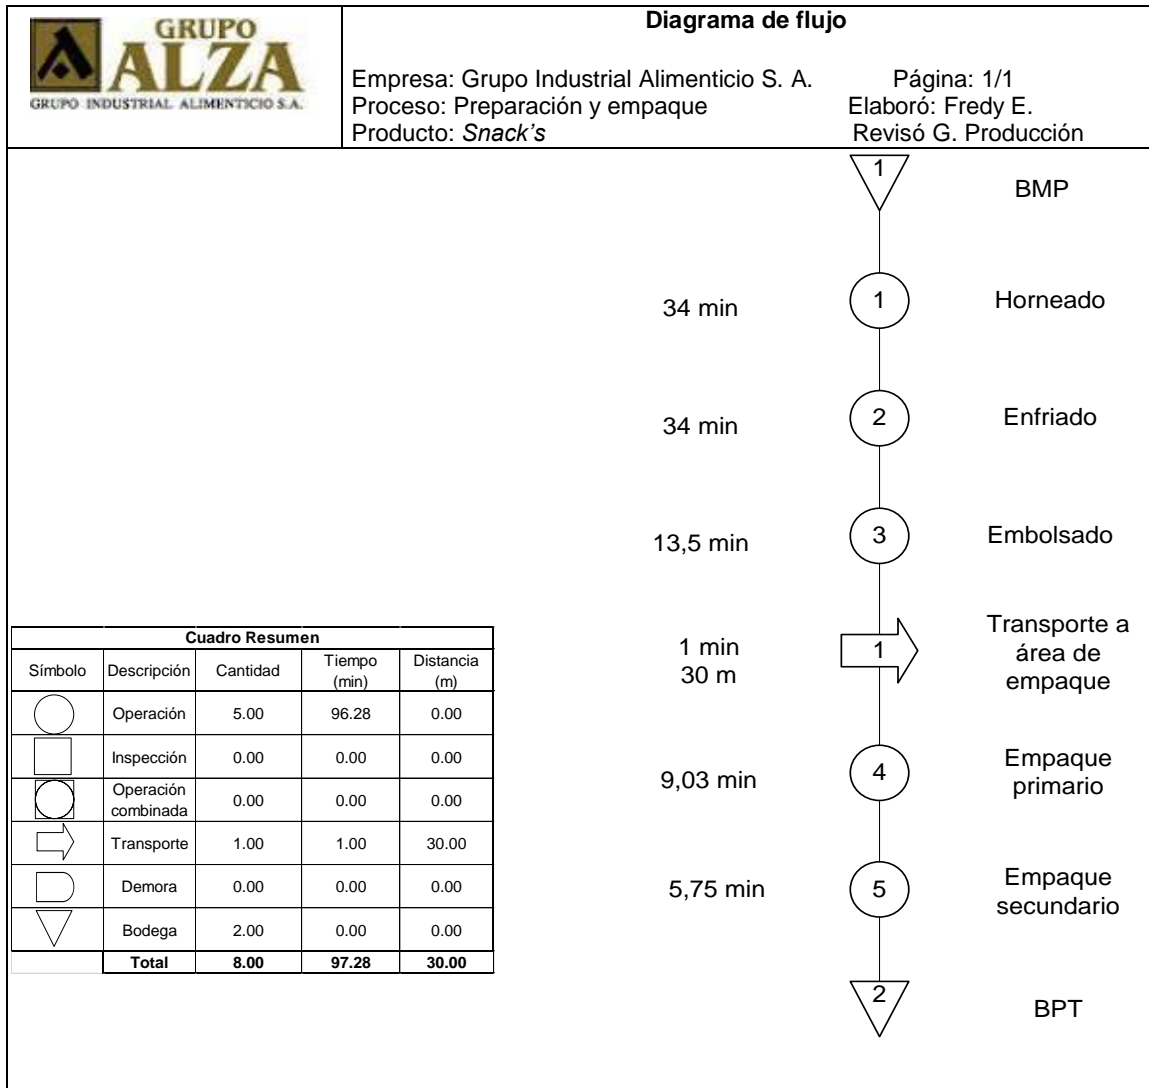 GRUPO
ALZA
GRUPO INDUSTRIAL ALIMENTICIO S.A.
Diagrama de flujo
Empresa: Grupo Industrial Alimenticio S. A. Página: 1/1
Proceso: Preparación y empaque Elaboró: Fredy E.
Producto: Snack's Revisó G. Producción
1 BMP
34 min 1 Horneado
34 min 2 Enfriado
13,5 min 3 Embolsado
1 min
30 m
1
Transporte a
área de
empaque
9,03 min 4
Empaque
primario
5,75 min 5
Empaque
secundario
2 BPT
Cuadro Resumen
Símbolo Descripción Cantidad Tiempo (min) Distancia (m)
Operación 5.00 96.28 0.00
Inspección 0.00 0.00 0.00
Operación combinada 0.00 0.00 0.00
Transporte 1.00 1.00 30.00
Demora 0.00 0.00 0.00
Bodega 2.00 0.00 0.00
Total 8.00 97.28 30.00